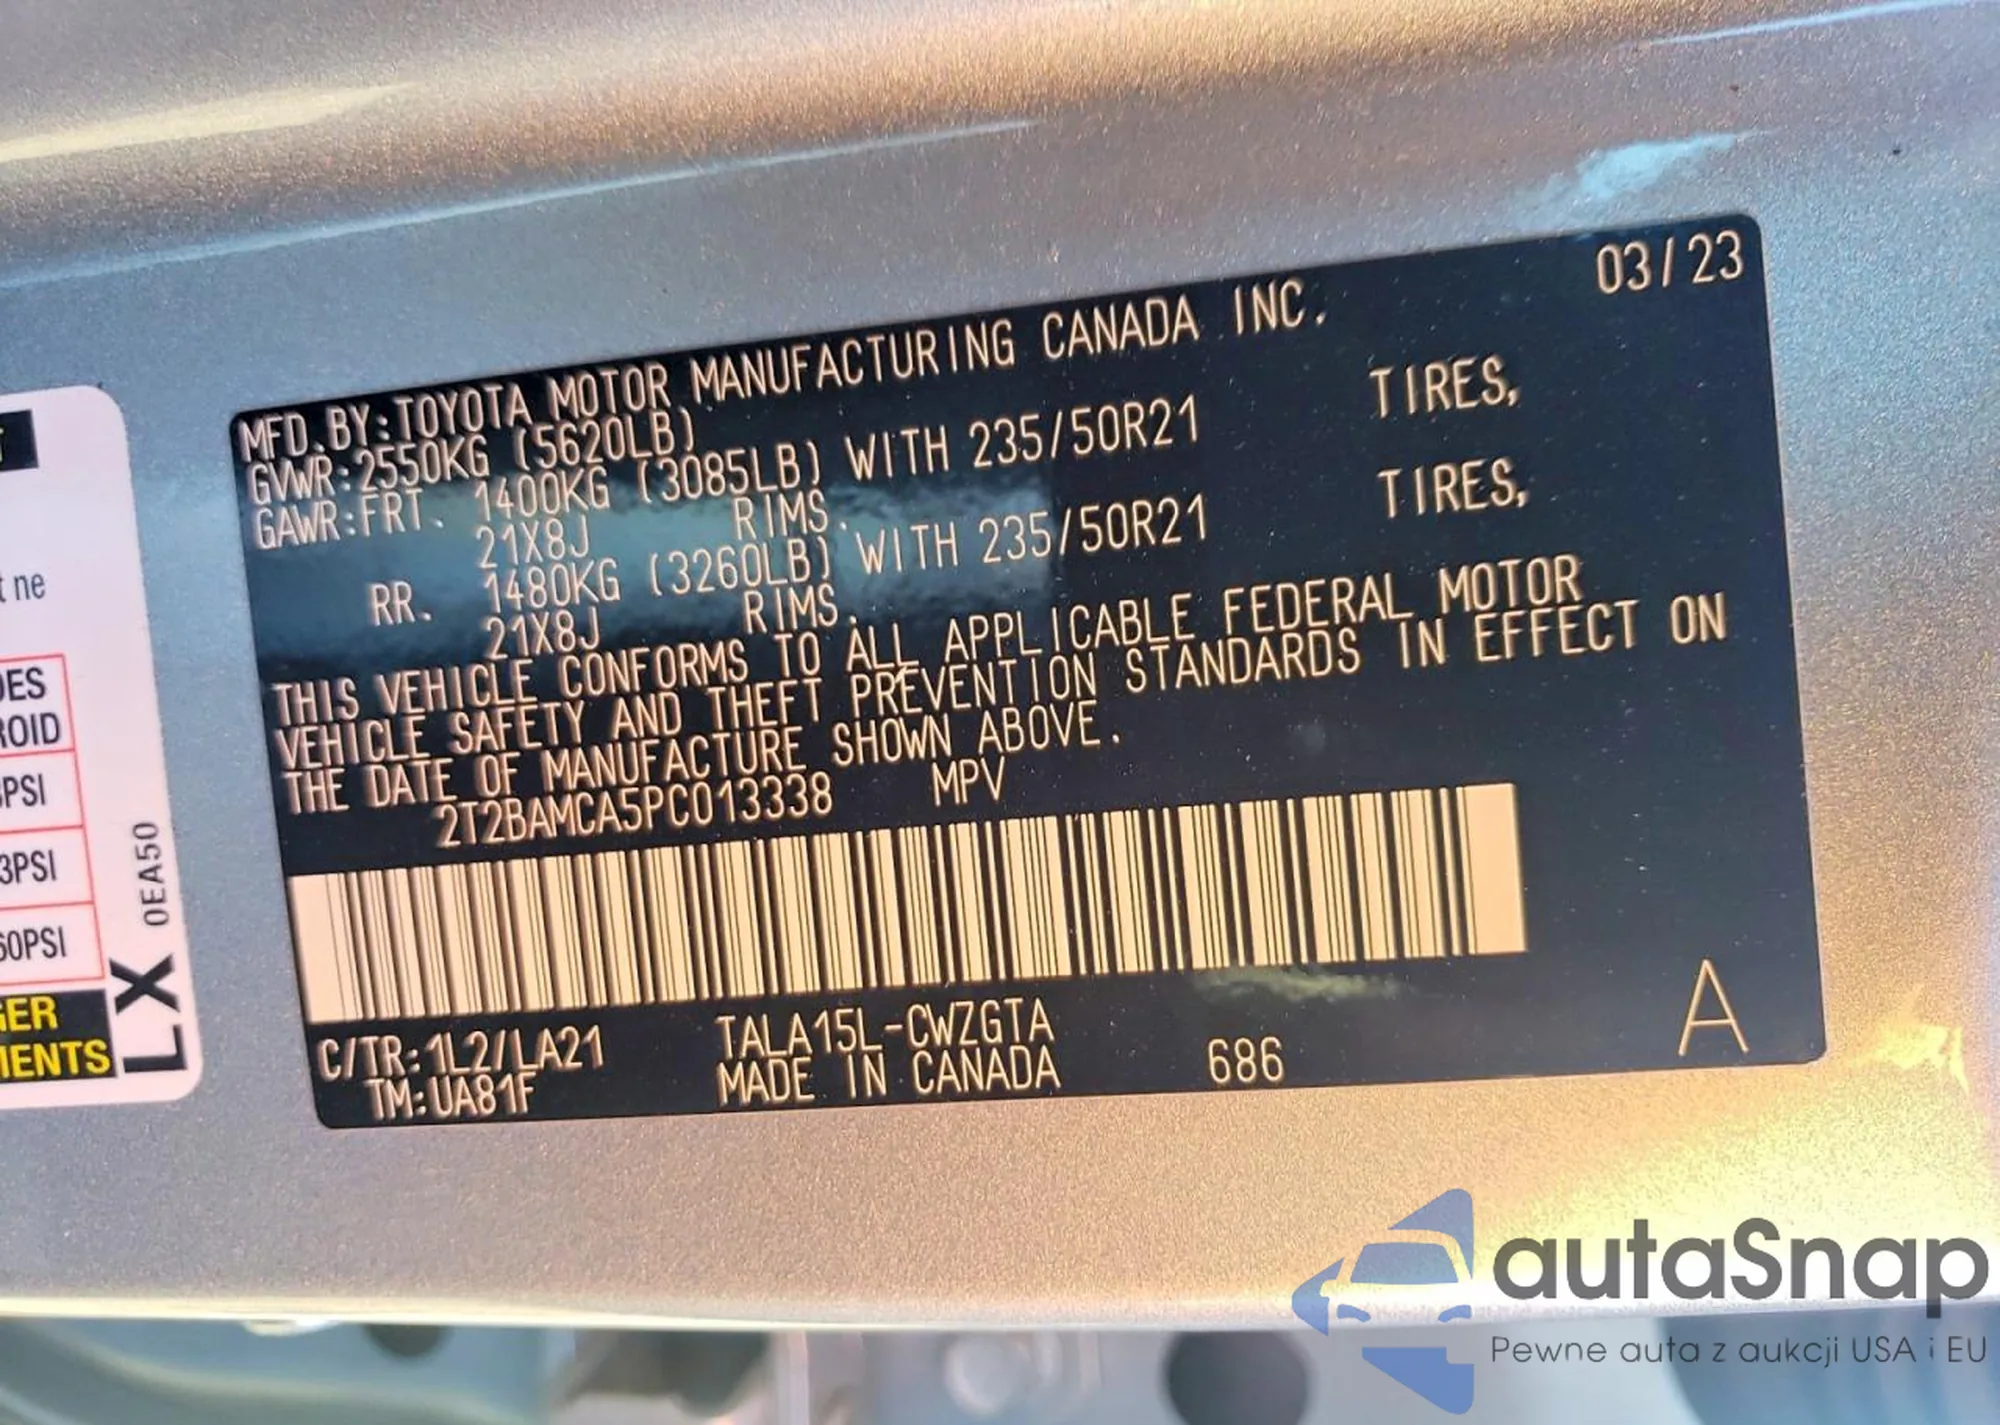 03/23
MFD.BY:TOYOTA MOTOR MANUFACTURING CANADA INC.
GVWR:2550KG (5620LB)
GAWR:FRT. 1400KG (3085LB) WITH 235/50R21 TIRES,
21X8J RIMS.
RR. 1480KG (3260LB) WITH 235/50R21 TIRES,
21X8J RIMS.
THIS VEHICLE CONFORMS TO ALL APPLICABLE FEDERAL MOTOR
VEHICLE SAFETY AND THEFT PREVENTION STANDARDS IN EFFECT ON
THE DATE OF MANUFACTURE SHOWN ABOVE.
2T2BAMCA5PC013338 MPV
C/TR:1L2/LA21 TALA15L-CWZGTA
TM:UA81F MADE IN CANADA 686 A
t ne
PSI
3PSI
60PSI
LX 0EA50
autaSnap
Pewne auta z aukcji USA i EU